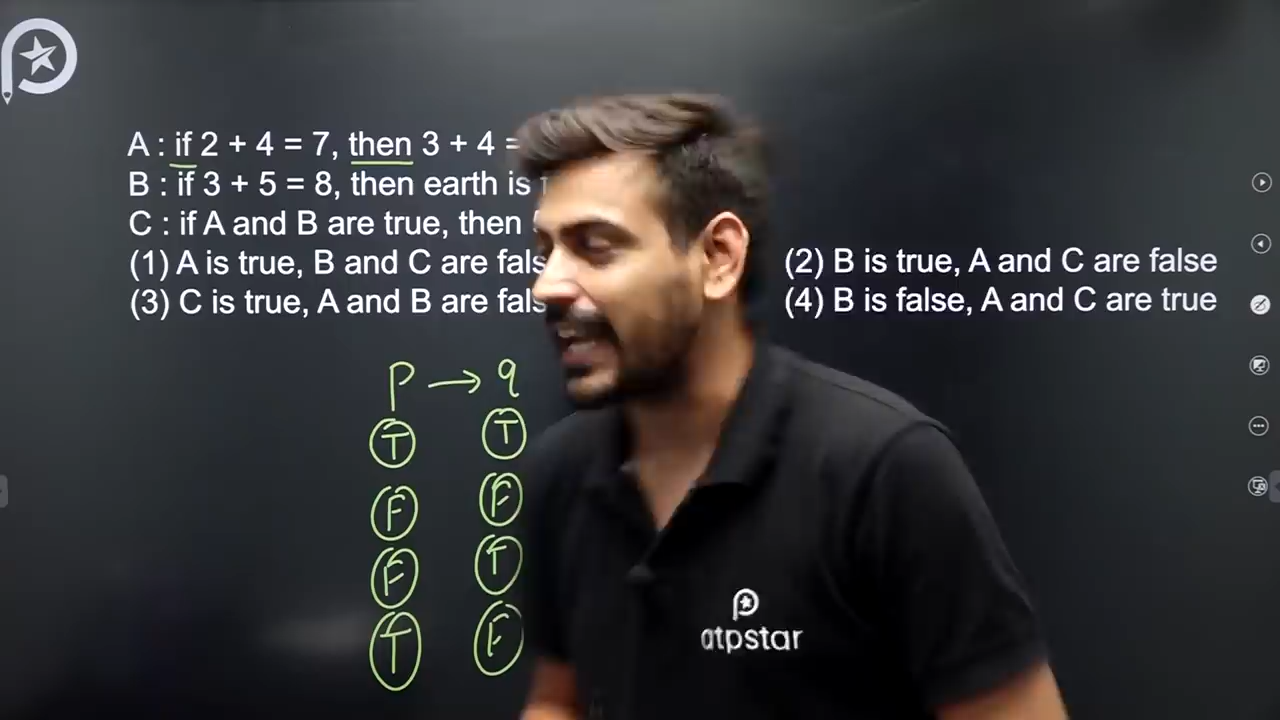 A : if 2 + 4 = 7, then 3 + 4 =
B : if 3 + 5 = 8, then earth is
C : if A and B are true, then
(1) A is true, B and C are fals
(2) B is true, A and C are false
(3) C is true, A and B are fals
(4) B is false, A and C are true
p → q
T T
F F
F T
T F
atpstar